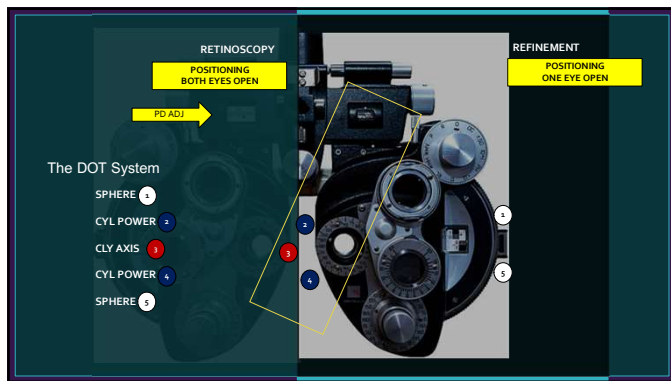 RETINOSCOPY
POSITIONING
BOTH EYES OPEN
PD ADJ
REFINEMENT
POSITIONING
ONE EYE OPEN
The DOT System
SPHERE 1
CYL POWER 2
CLY AXIS 3
CYL POWER 4
SPHERE 5
2
3
4
1
5